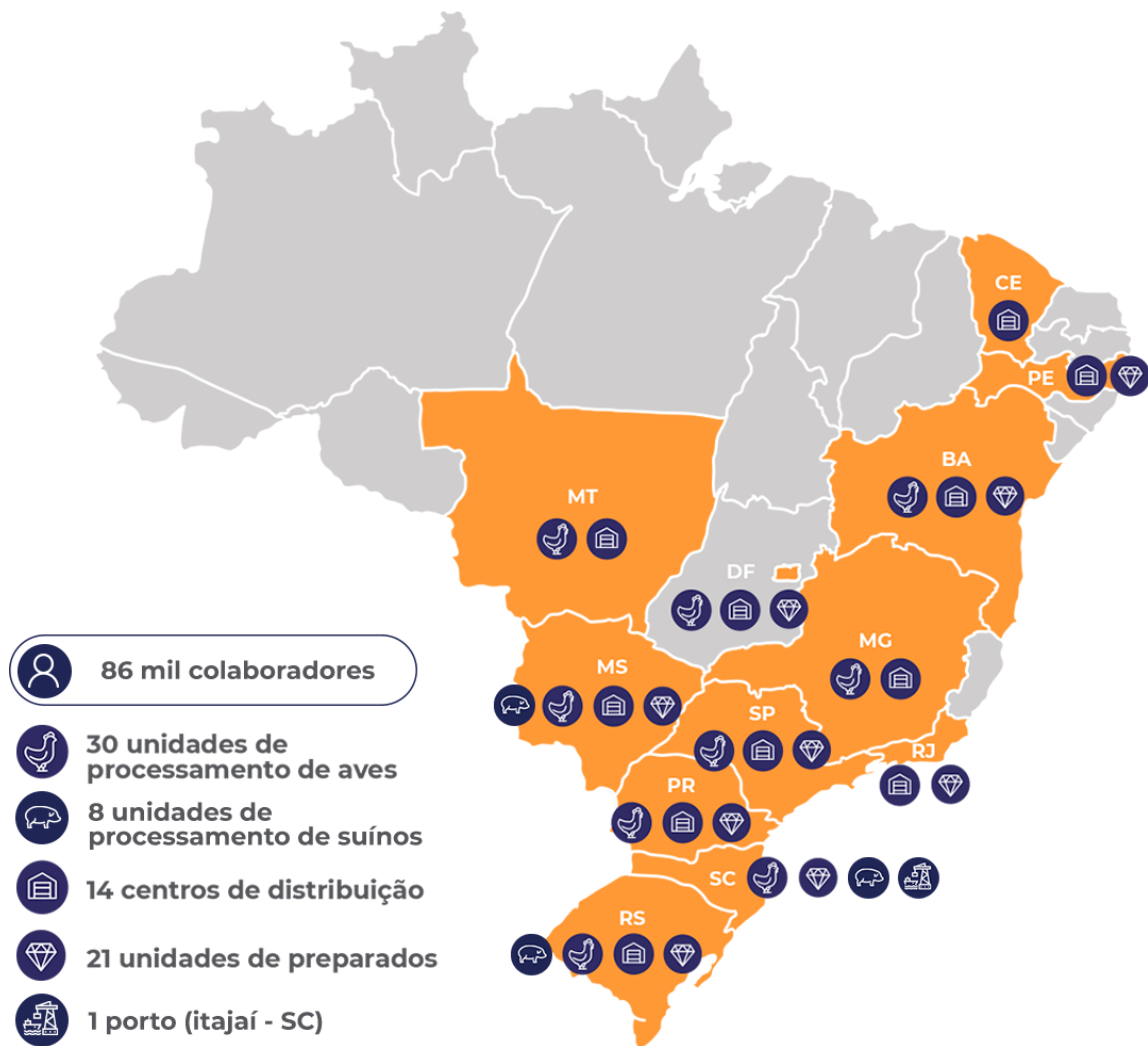 CE
PE
BA
MT
DF
MG
MS
SP
RJ
PR
SC
RS
86 mil colaboradores
30 unidades de
processamento de aves
8 unidades de
processamento de suínos
14 centros de distribuição
21 unidades de preparados
1 porto (itajaí - SC)